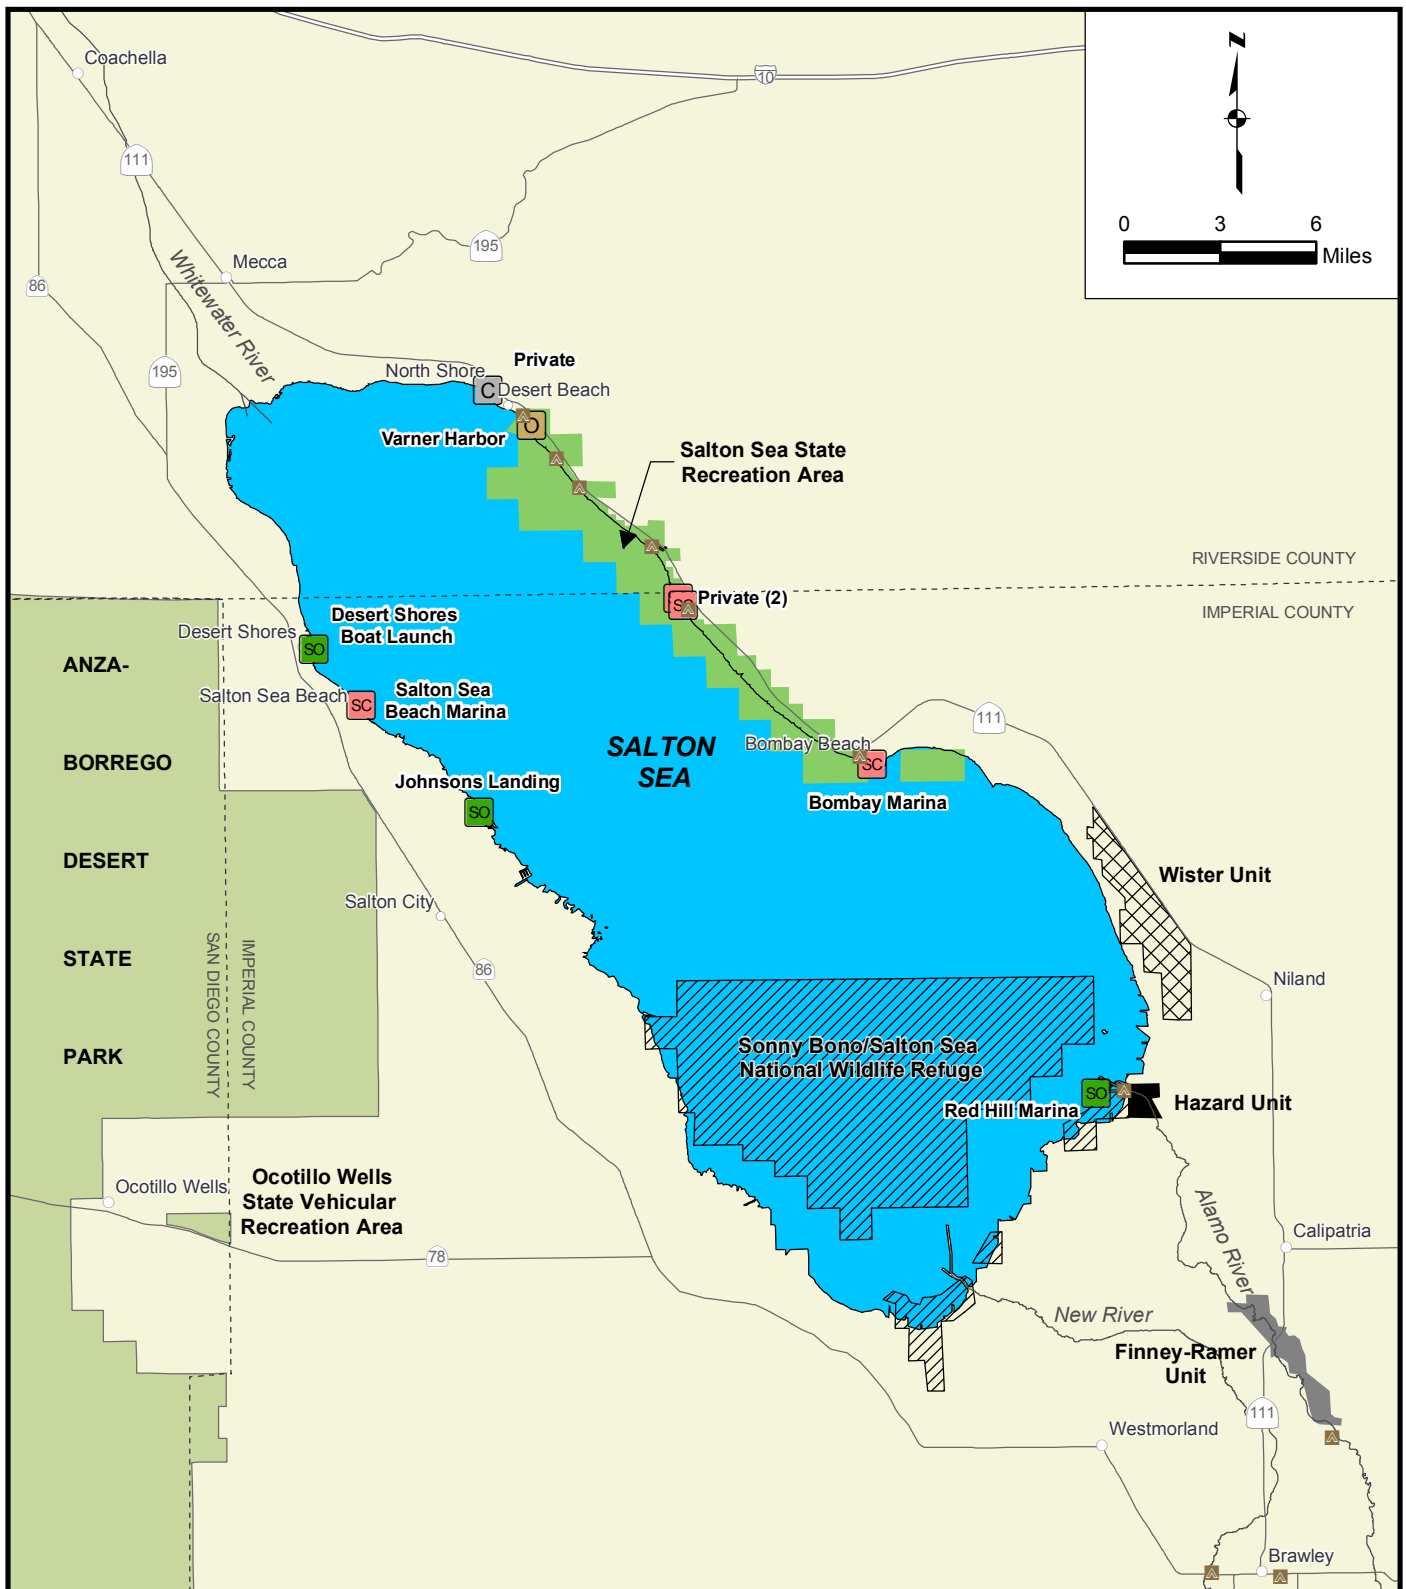 Coachella
10
N
0 3 6
Miles
111
195
Mecca
86
Whitewater River
195
North Shore
Private
C
Desert Beach
O
Varner Harbor
Salton Sea State
Recreation Area
RIVERSIDE COUNTY
IMPERIAL COUNTY
SC
Private (2)
Desert Shores
SO
Desert Shores
Boat Launch
ANZA-
BORREGO
DESERT
STATE
PARK
Salton Sea Beach
SC
Salton Sea
Beach Marina
SALTON
SEA
111
Bombay Beach
SC
Bombay Marina
Johnsons Landing
SO
Wister Unit
Salton City
SAN DIEGO COUNTY
IMPERIAL COUNTY
86
Niland
Sonny Bono/Salton Sea
National Wildlife Refuge
SO
Red Hill Marina
Hazard Unit
Ocotillo Wells
Ocotillo Wells
State Vehicular
Recreation Area
78
Alamo River
Calipatria
New River
Finney-Ramer
Unit
111
Westmorland
Brawley